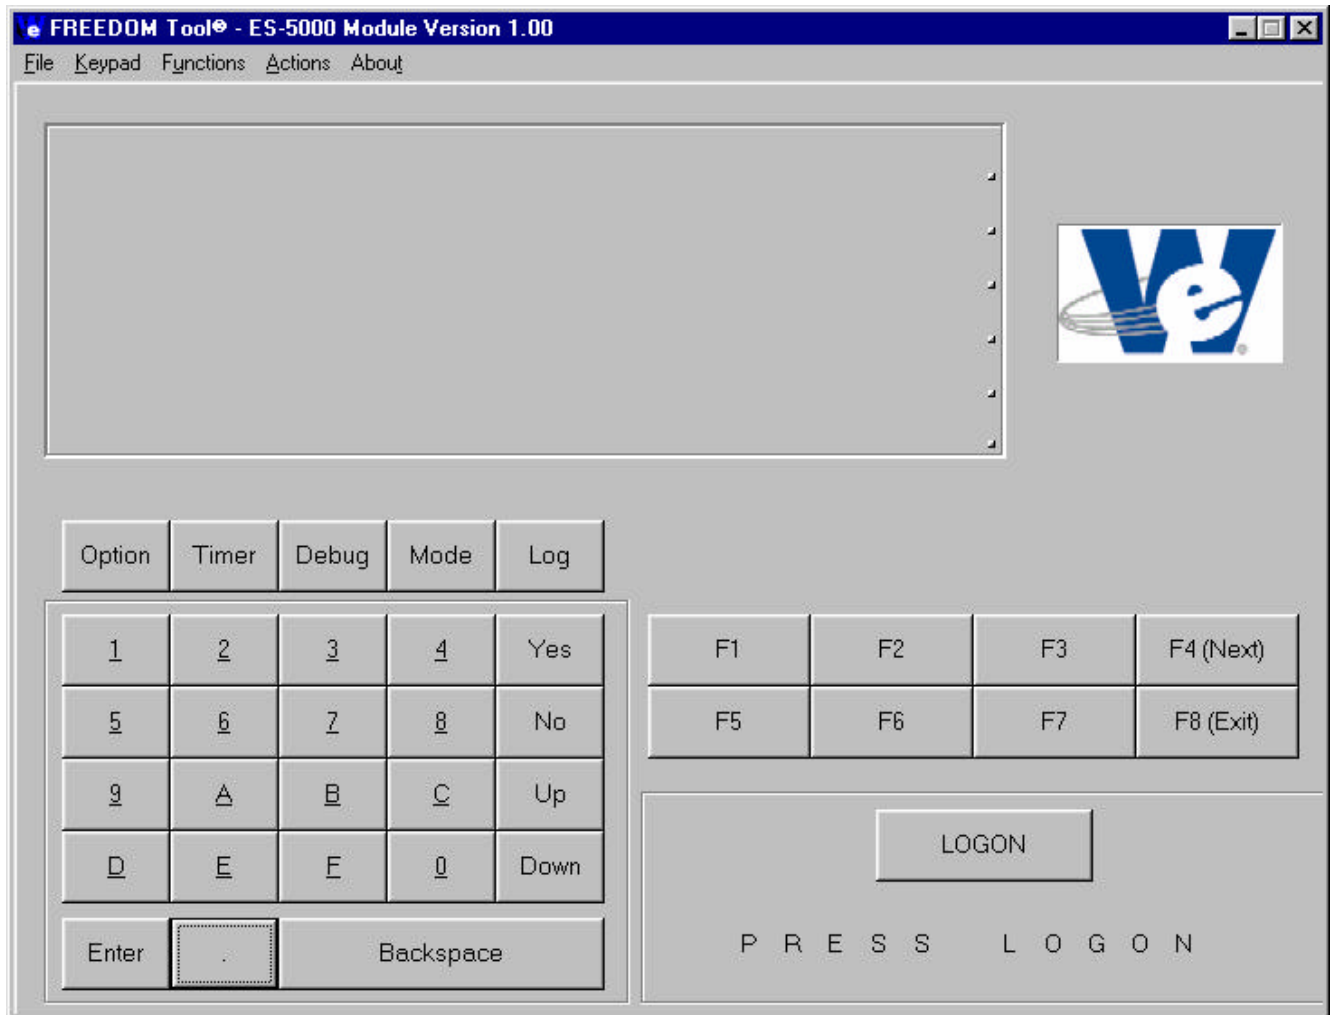 We FREEDOM Tool® - ES-5000 Module Version 1.00
File Keypad Functions Actions About
We®
Option Timer Debug Mode Log
1 2 3 4 Yes F1 F2 F3 F4 (Next)
5 6 7 8 No F5 F6 F7 F8 (Exit)
9 A B C Up
LOGON
D E F 0 Down
Enter . Backspace
PRESS LOGON